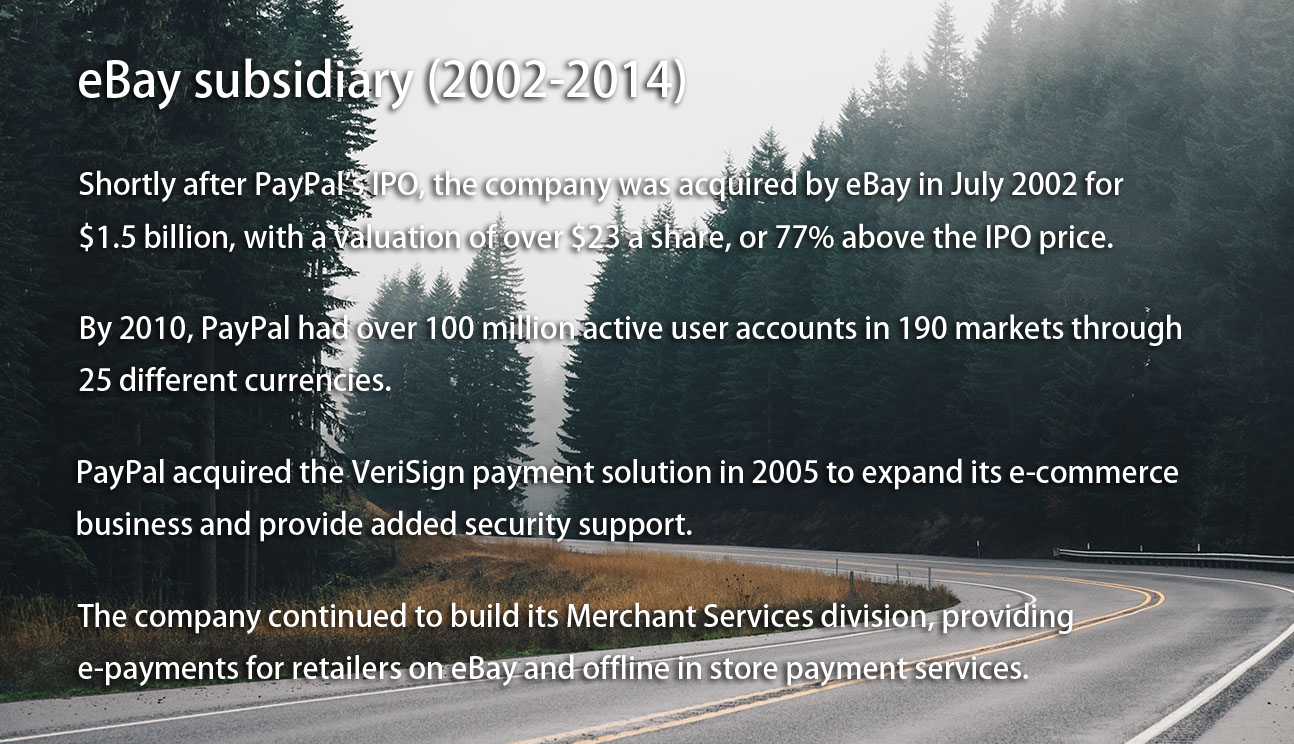 eBay subsidiary (2002-2014)
Shortly after PayPal's IPO, the company was acquired by eBay in July 2002 for
$1.5 billion, with a valuation of over $23 a share, or 77% above the IPO price.
By 2010, PayPal had over 100 million active user accounts in 190 markets through
25 different currencies.
PayPal acquired the VeriSign payment solution in 2005 to expand its e-commerce
business and provide added security support.
The company continued to build its Merchant Services division, providing
e-payments for retailers on eBay and offline in store payment services.